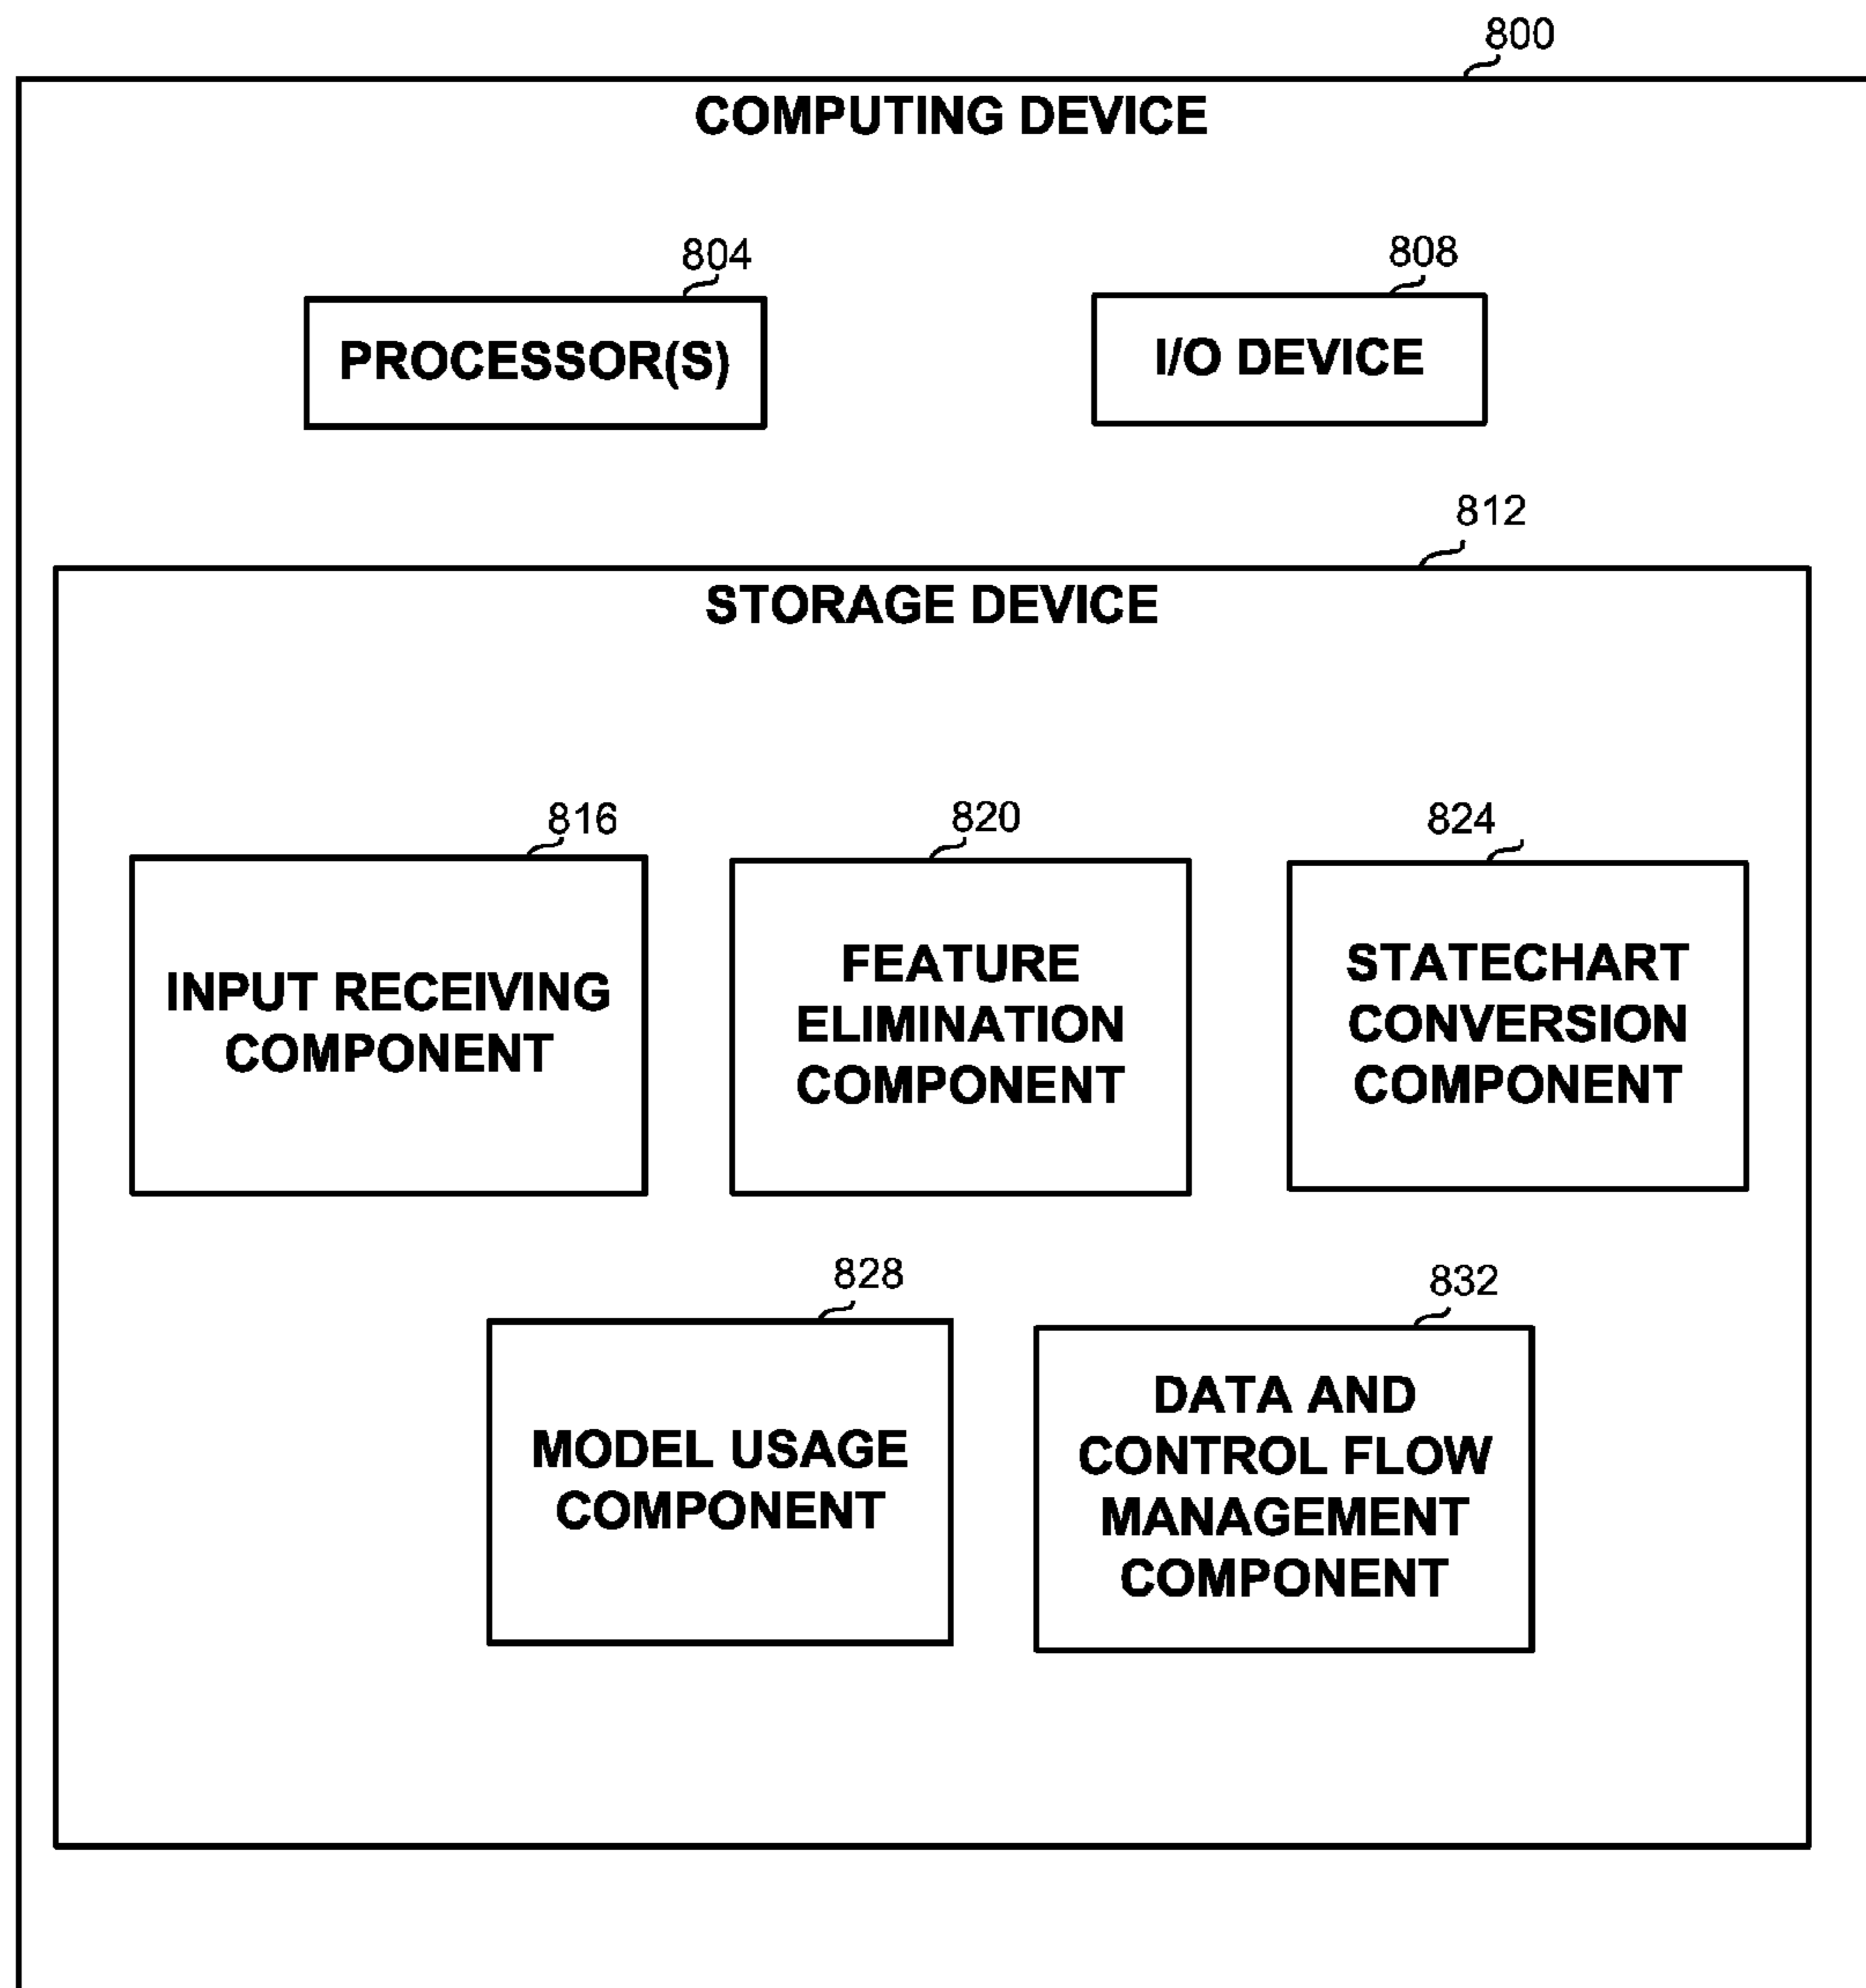 800
COMPUTING DEVICE
804
808
PROCESSOR(S)
I/O DEVICE
812
STORAGE DEVICE
816
820
824
INPUT RECEIVING
COMPONENT
FEATURE
ELIMINATION
COMPONENT
STATECHART
CONVERSION
COMPONENT
828
832
MODEL USAGE
COMPONENT
DATA AND
CONTROL FLOW
MANAGEMENT
COMPONENT